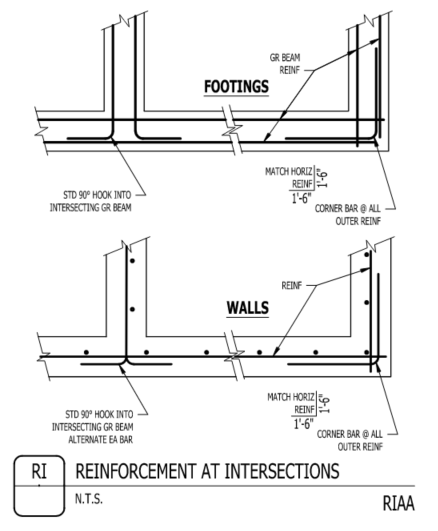 GR BEAM
REINF
FOOTINGS
MATCH HORIZ
REINF
1'-6"
1'-6"
STD 90° HOOK INTO
INTERSECTING GR BEAM
CORNER BAR @ ALL
OUTER REINF
REINF
WALLS
MATCH HORIZ
REINF
1'-6"
1'-6"
STD 90° HOOK INTO
INTERSECTING GR BEAM
ALTERNATE EA BAR
CORNER BAR @ ALL
OUTER REINF
RI
REINFORCEMENT AT INTERSECTIONS
N.T.S.
RIAA